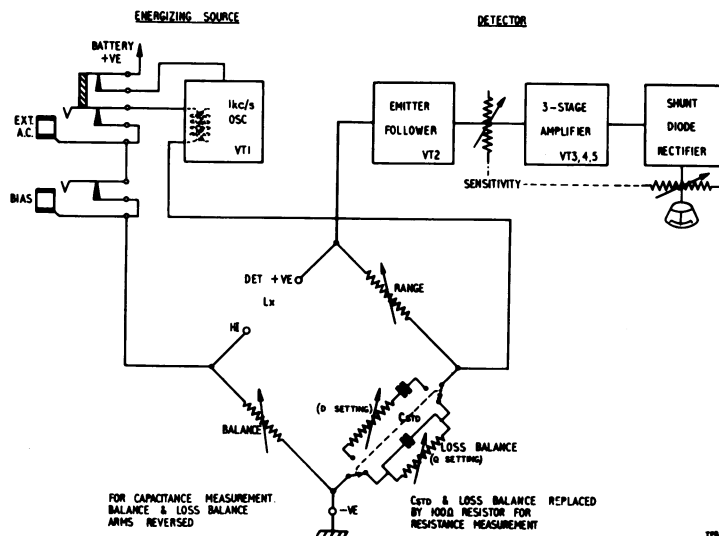 ENERGIZING SOURCE
DETECTOR
BATTERY
+VE
EXT.
A.C.
BIAS
1kc/s
OSC
VT1
EMITTER
FOLLOWER
VT2
3-STAGE
AMPLIFIER
VT3,4,5
SHUNT
DIODE
RECTIFIER
SENSITIVITY
DET +VE
Lx
HI
RANGE
BALANCE
(D SETTING)
CSTD
LOSS BALANCE
(Q SETTING)
-VE
FOR CAPACITANCE MEASUREMENT.
BALANCE & LOSS BALANCE
ARMS REVERSED
CSTD & LOSS BALANCE REPLACED
BY 100Ω RESISTOR FOR
RESISTANCE MEASUREMENT